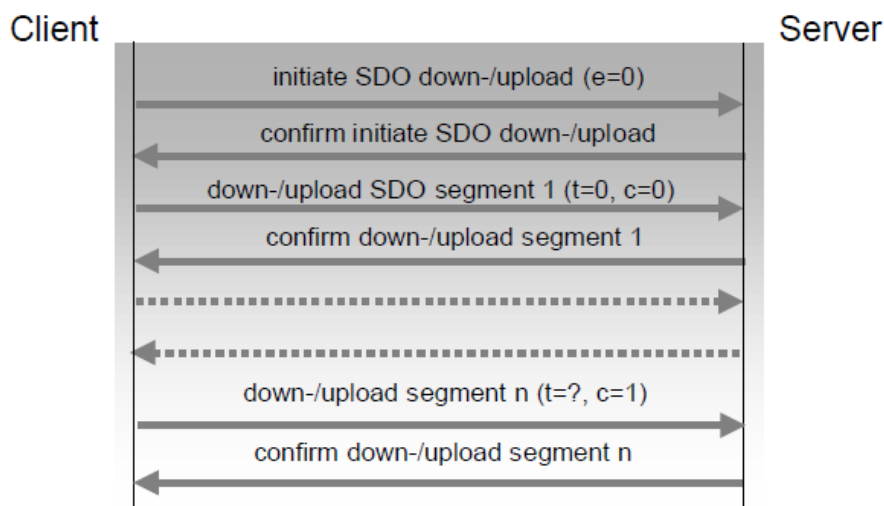 Client
Server
initiate SDO down-/upload (e=0)
confirm initiate SDO down-/upload
down-/upload SDO segment 1 (t=0, c=0)
confirm down-/upload segment 1
down-/upload segment n (t=?, c=1)
confirm down-/upload segment n